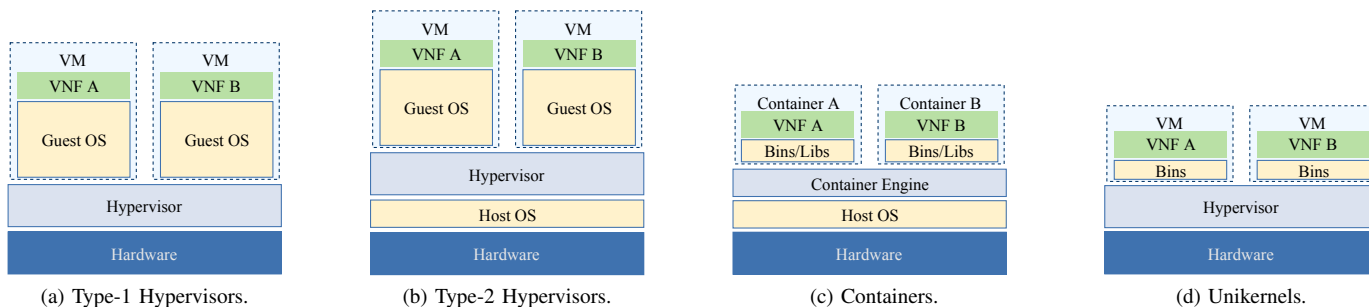 VM
VM
VNF A
VNF B
Guest OS
Guest OS
Hypervisor
Hardware
(a) Type-1 Hypervisors.
VM
VM
VNF A
VNF B
Guest OS
Guest OS
Hypervisor
Host OS
Hardware
(b) Type-2 Hypervisors.
Container A
Container B
VNF A
VNF B
Bins/Libs
Bins/Libs
Container Engine
Host OS
Hardware
(c) Containers.
VM
VM
VNF A
VNF B
Bins
Bins
Hypervisor
Hardware
(d) Unikernels.